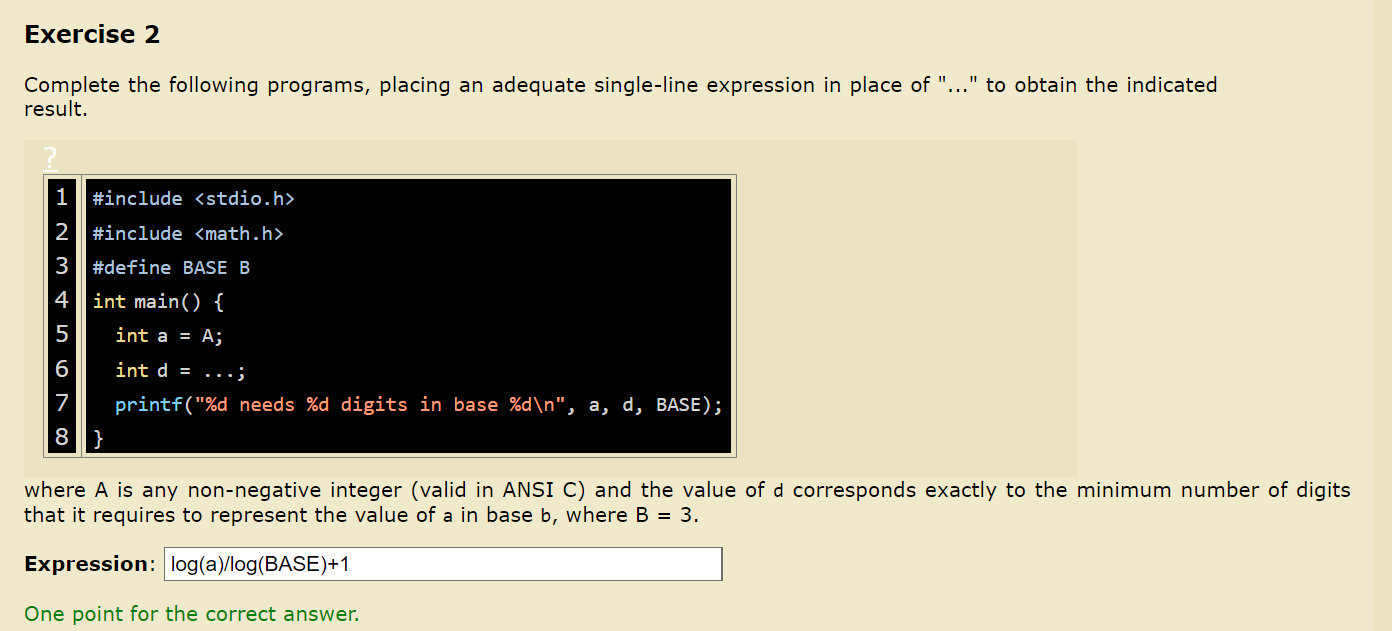 Exercise 2
Complete the following programs, placing an adequate single-line expression in place of "..." to obtain the indicated
result.
?
1 #include <stdio.h>
2 #include <math.h>
3 #define BASE B
4 int main() {
5   int a = A;
6   int d = ...;
7   printf("%d needs %d digits in base %d\n", a, d, BASE);
8 }
where A is any non-negative integer (valid in ANSI C) and the value of d corresponds exactly to the minimum number of digits
that it requires to represent the value of a in base b, where B = 3.
Expression: log(a)/log(BASE)+1
One point for the correct answer.